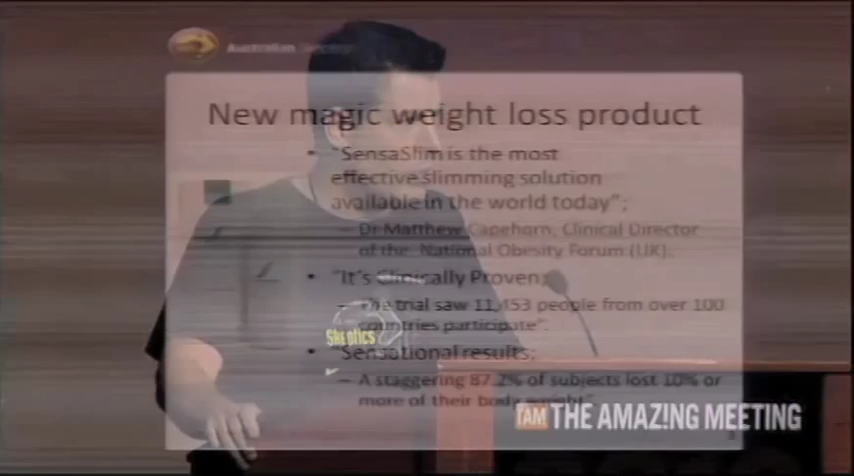 Australian Skeptics
New magic weight loss product
• "SensaSlim is the most
effective slimming solution
available in the world today";
– Dr Matthew Capehorn, Clinical Director
of the National Obesity Forum (UK).
• "It's Clinically Proven;
– The trial saw 11,453 people from over 100
countries participate".
• "Sensational results;
– A staggering 87.2% of subjects lost 10% or
more of their body weight"
Skeptics
TAM THE AMAZ!NG MEETING